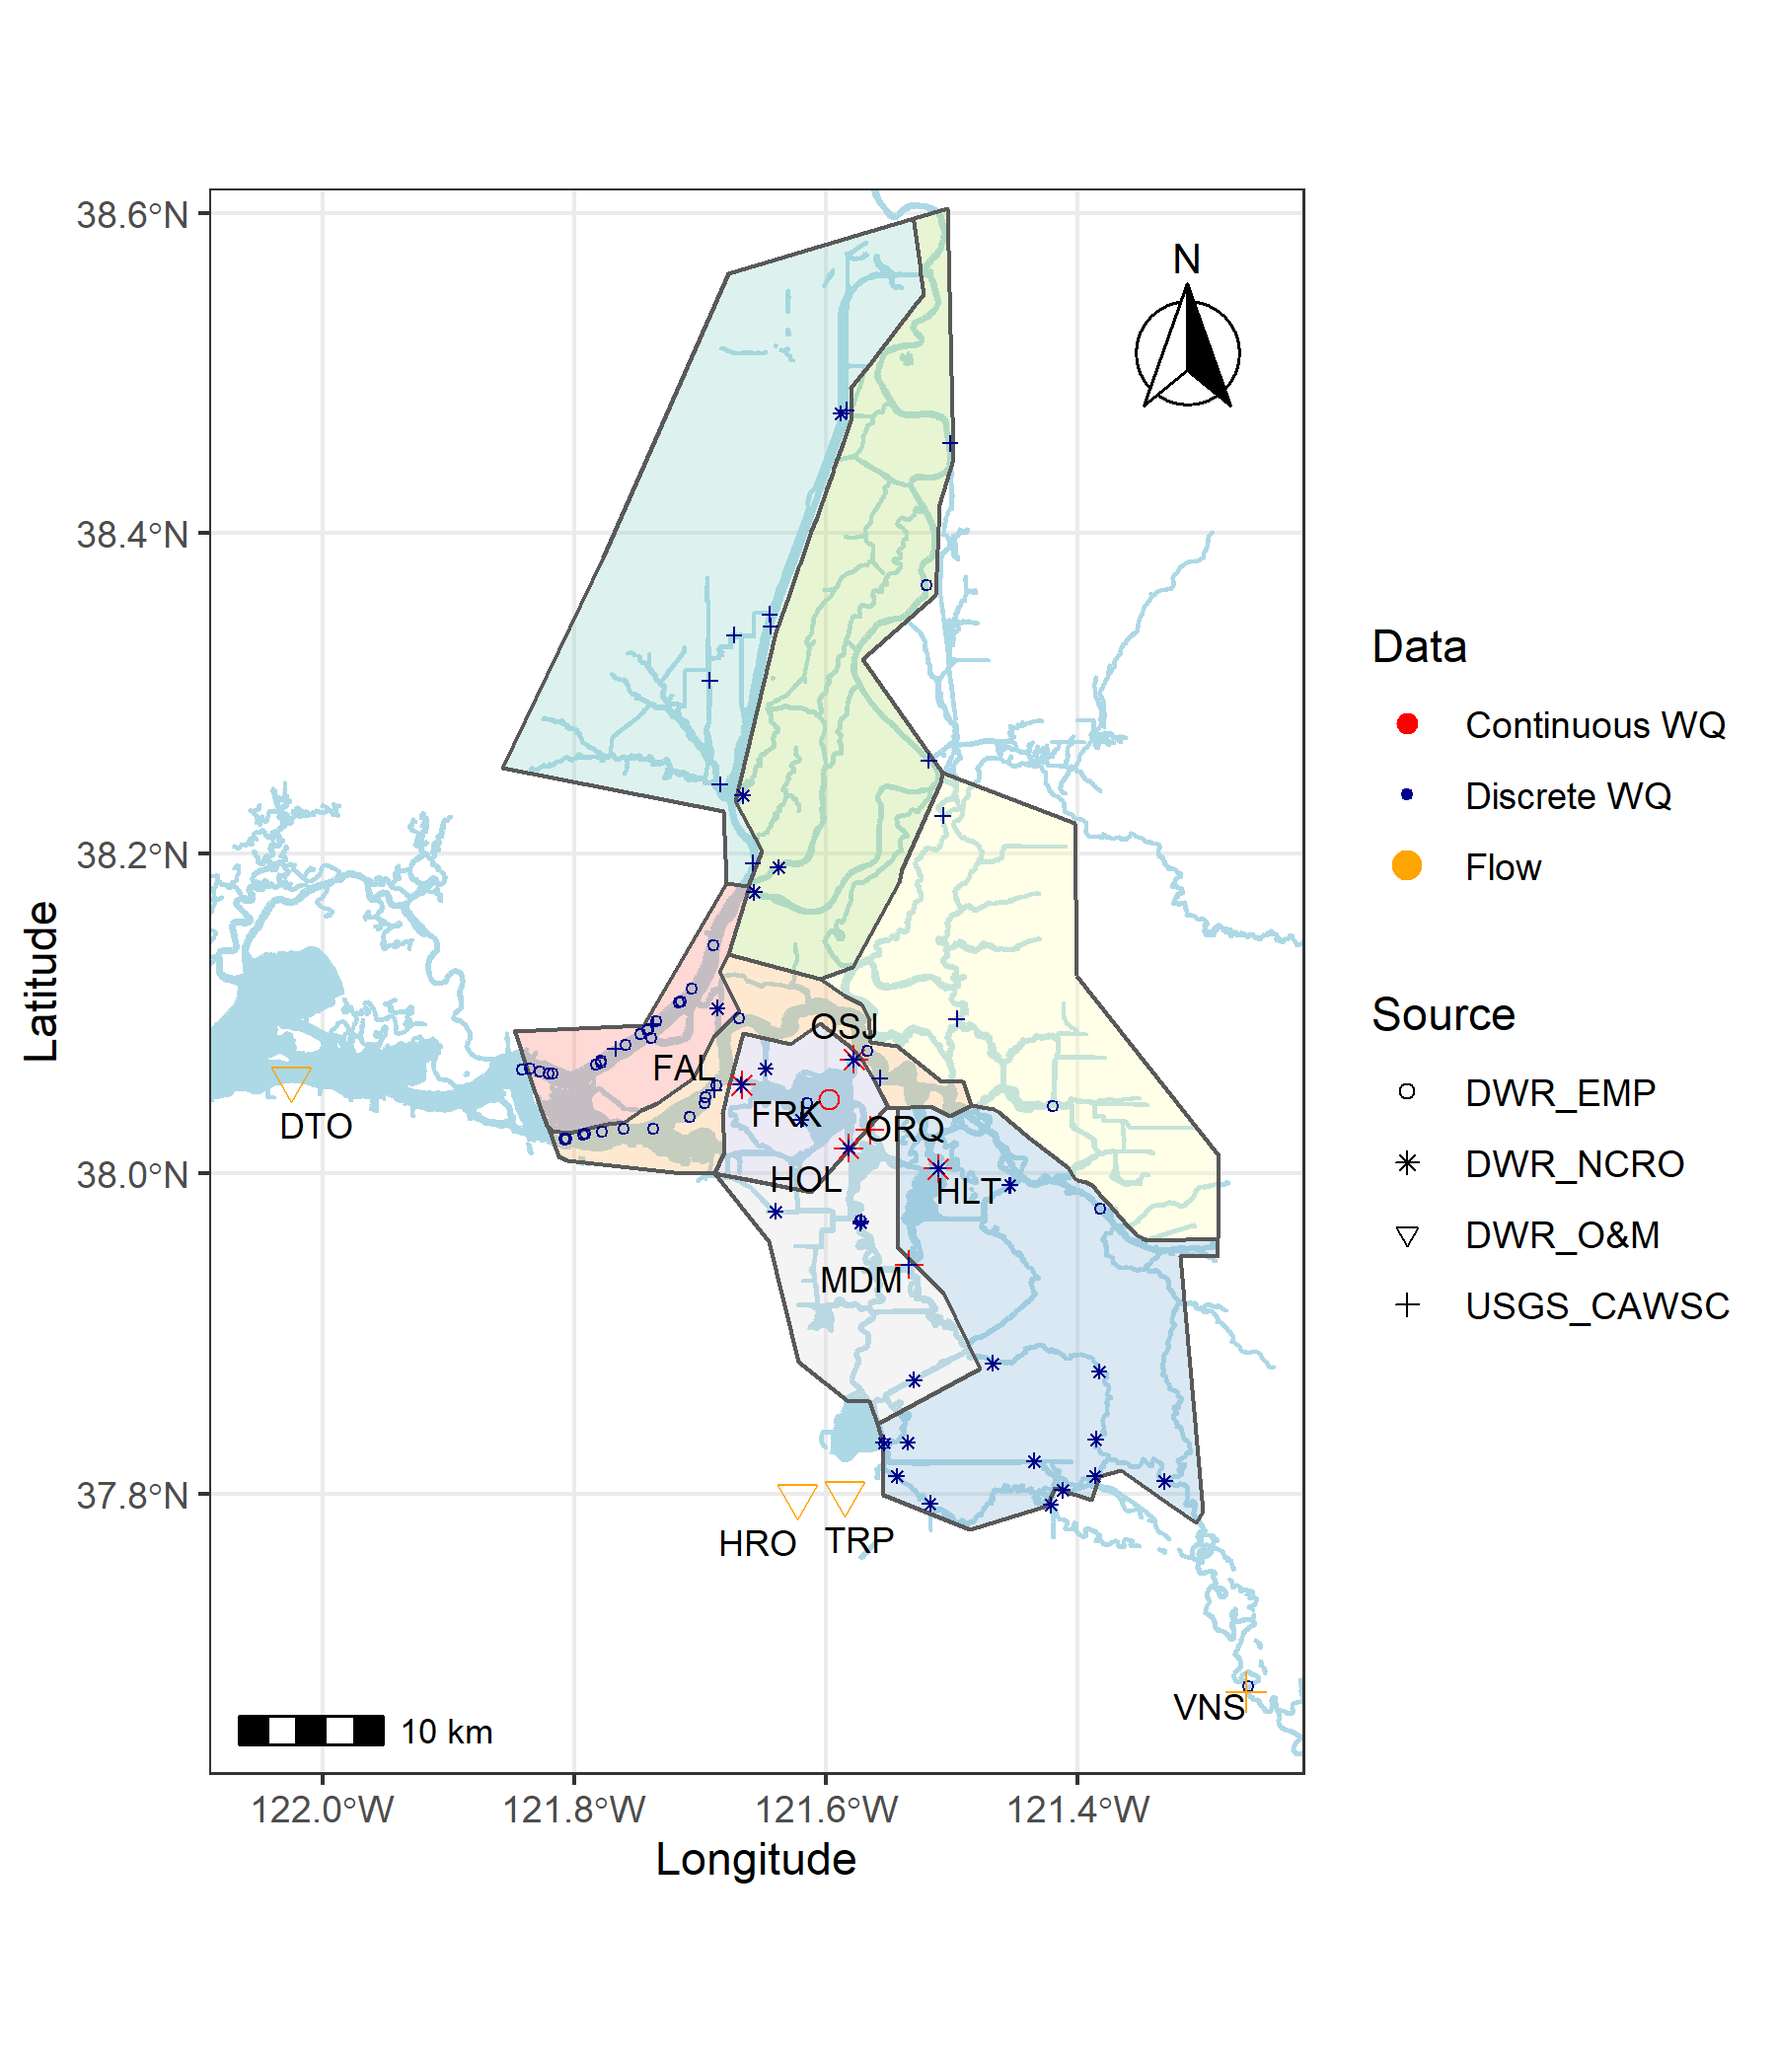 38.6°N
38.4°N
38.2°N
38.0°N
37.8°N
Latitude
N
OSJ
FAL
FRK
ORQ
DTO
HOL
HLT
MDM
HRO
TRP
VNS
10 km
122.0°W
121.8°W
121.6°W
121.4°W
Longitude
Data
Continuous WQ
Discrete WQ
Flow
Source
DWR_EMP
DWR_NCRO
DWR_O&M
USGS_CAWSC